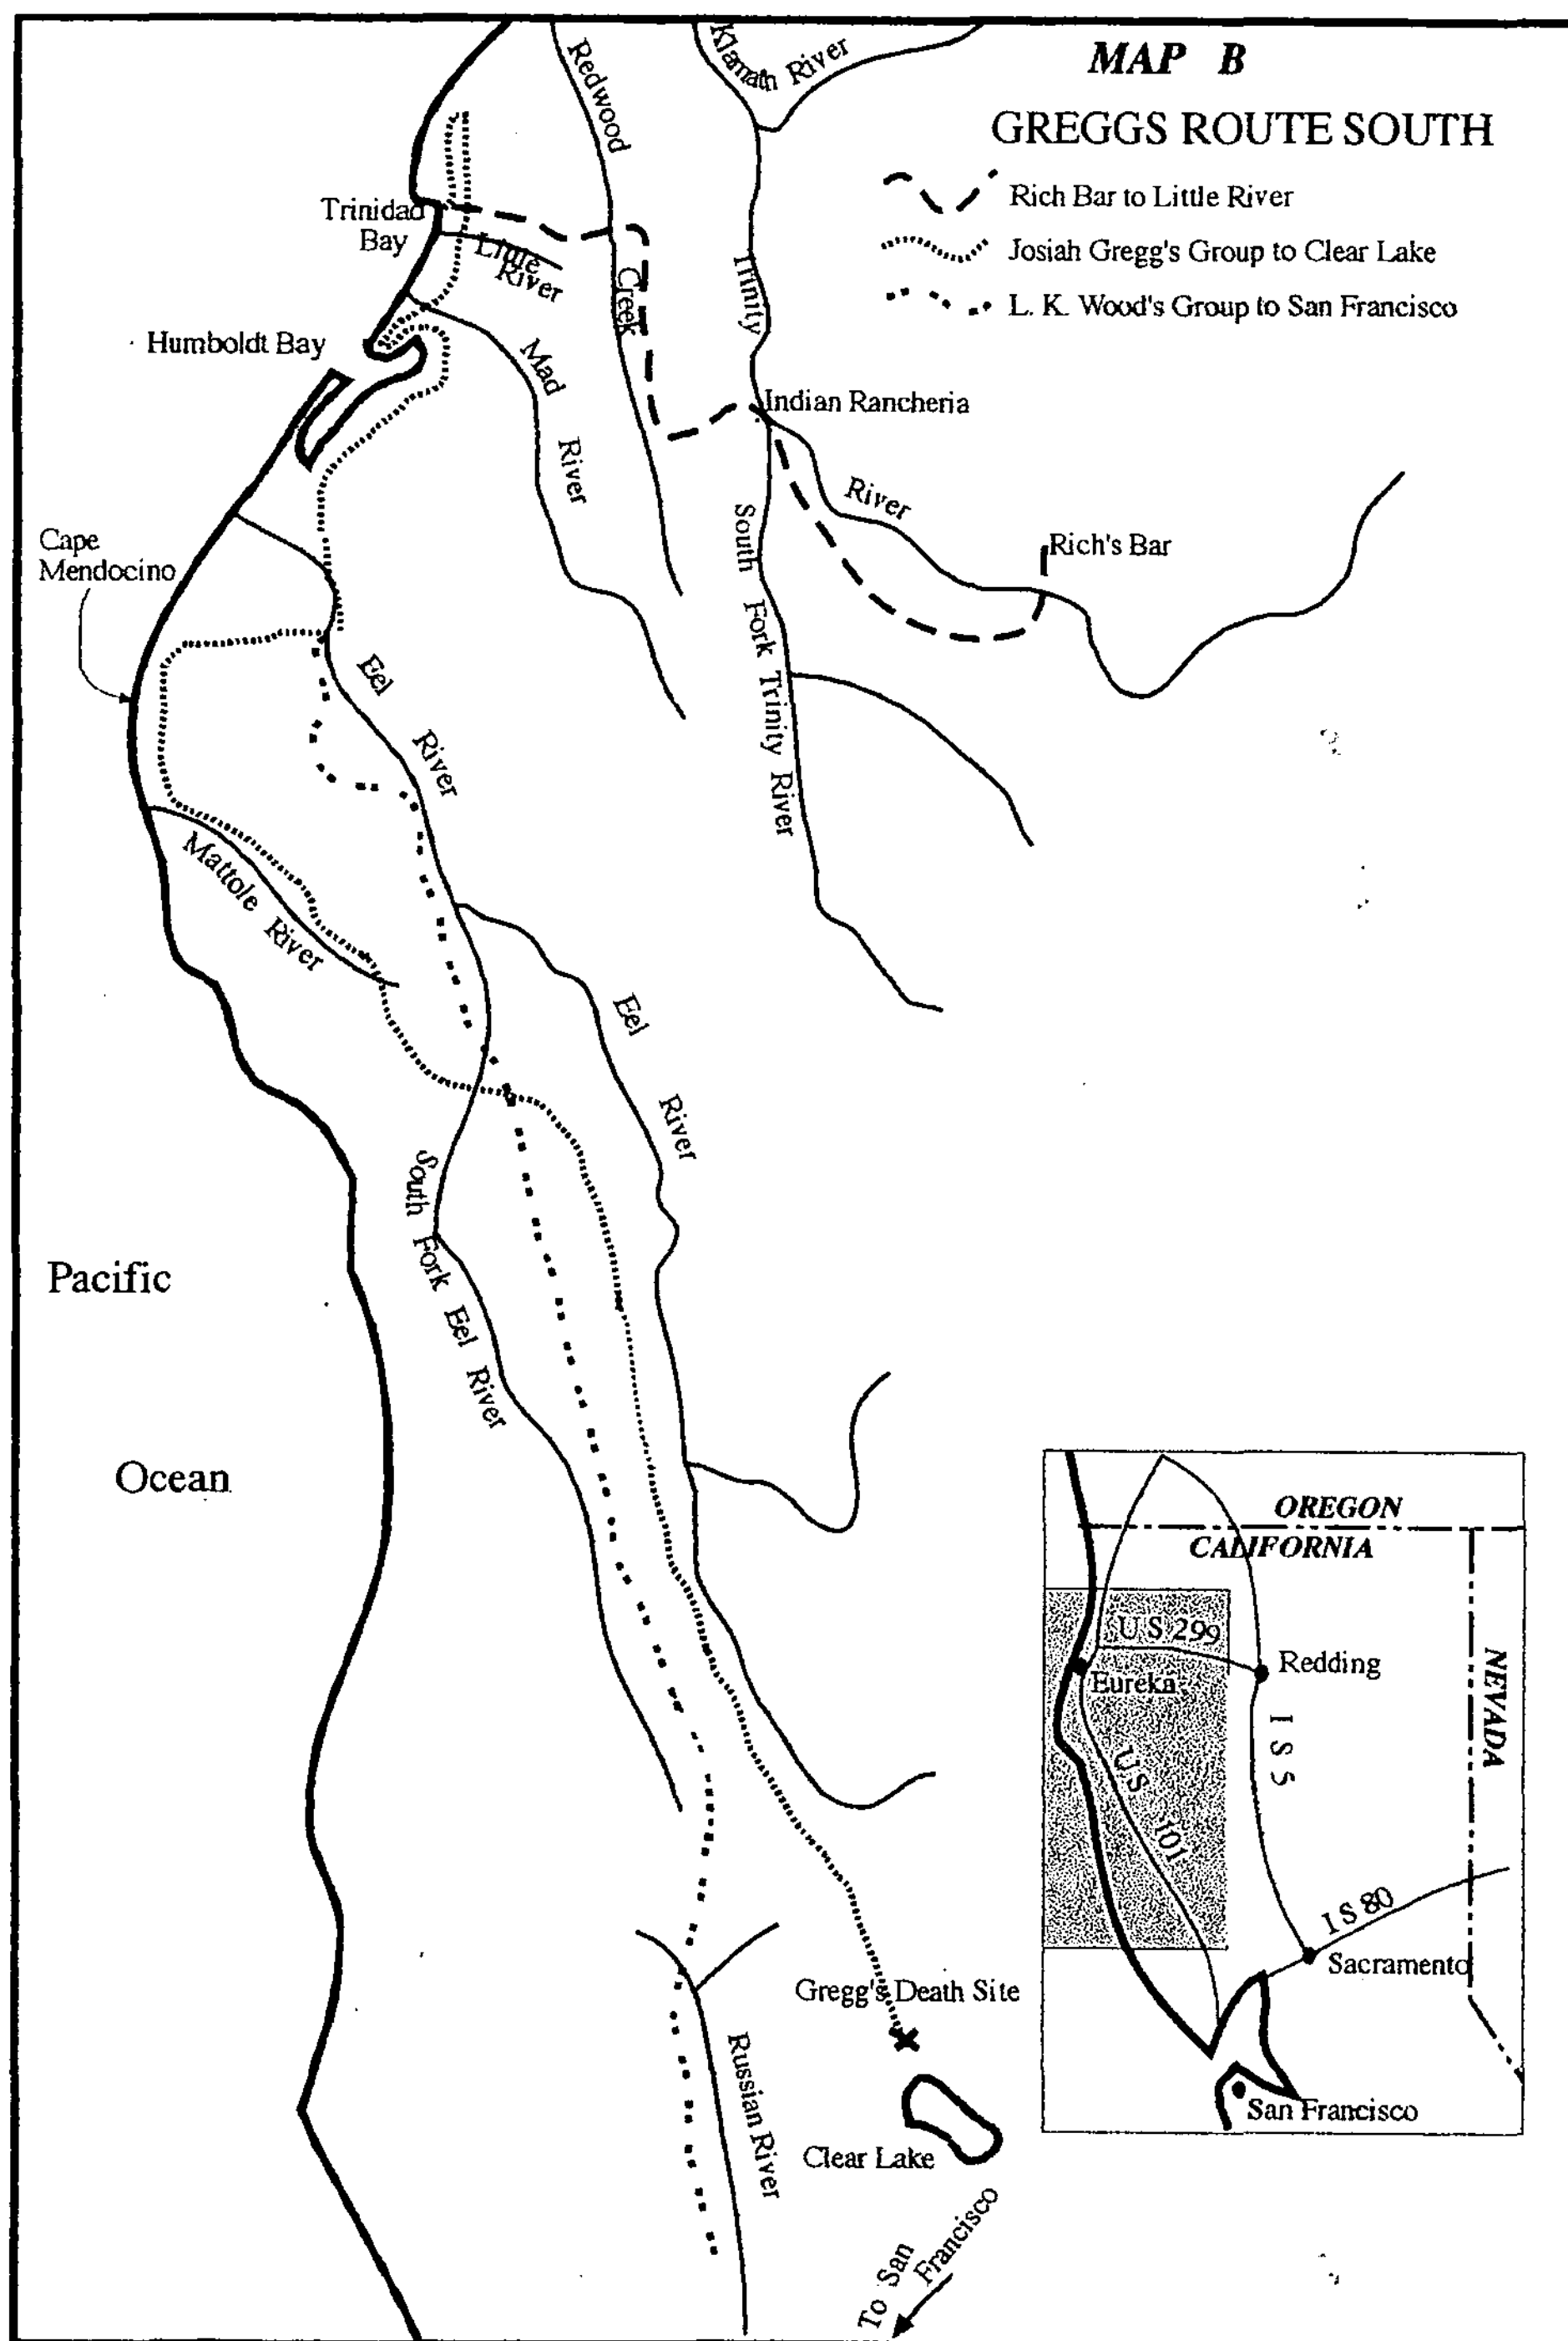 MAP B
GREGGS ROUTE SOUTH
Rich Bar to Little River
Josiah Gregg's Group to Clear Lake
L. K. Wood's Group to San Francisco
Klamath River
Redwood
Creek
Trinidad
Bay
Little
River
Trinity
Humboldt Bay
Mad
River
Indian Rancheria
River
Rich's Bar
Cape
Mendocino
South Fork Trinity River
Eel
River
Mattole River
Eel
River
South Fork Eel River
Pacific
Ocean
Gregg's Death Site
Russian River
Clear Lake
To San
Francisco
OREGON
CALIFORNIA
NEVADA
U S 299
Redding
Eureka
I S 5
U S 101
I S 80
Sacramento
San Francisco